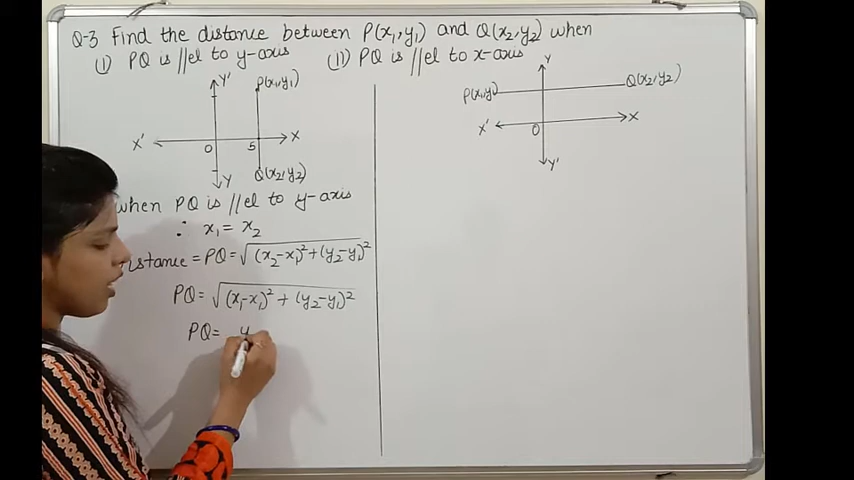 Q-3 Find the distance between P(x₁,y₁) and Q(x₂,y₂) when
(i) PQ is //el to y-axis (ii) PQ is //el to x-axis
Y'
P(x₁,y₁)
X' O 5 X
Q(x₂,y₂)
Y
when PQ is //el to y-axis
∴ x₁ = x₂
istance = PQ = √(x₂-x₁)²+(y₂-y₁)²
PQ = √(x₁-x₁)² + (y₂-y₁)²
PQ = y
Y
P(x₁,y₁) Q(x₂,y₂)
X' O X
Y'